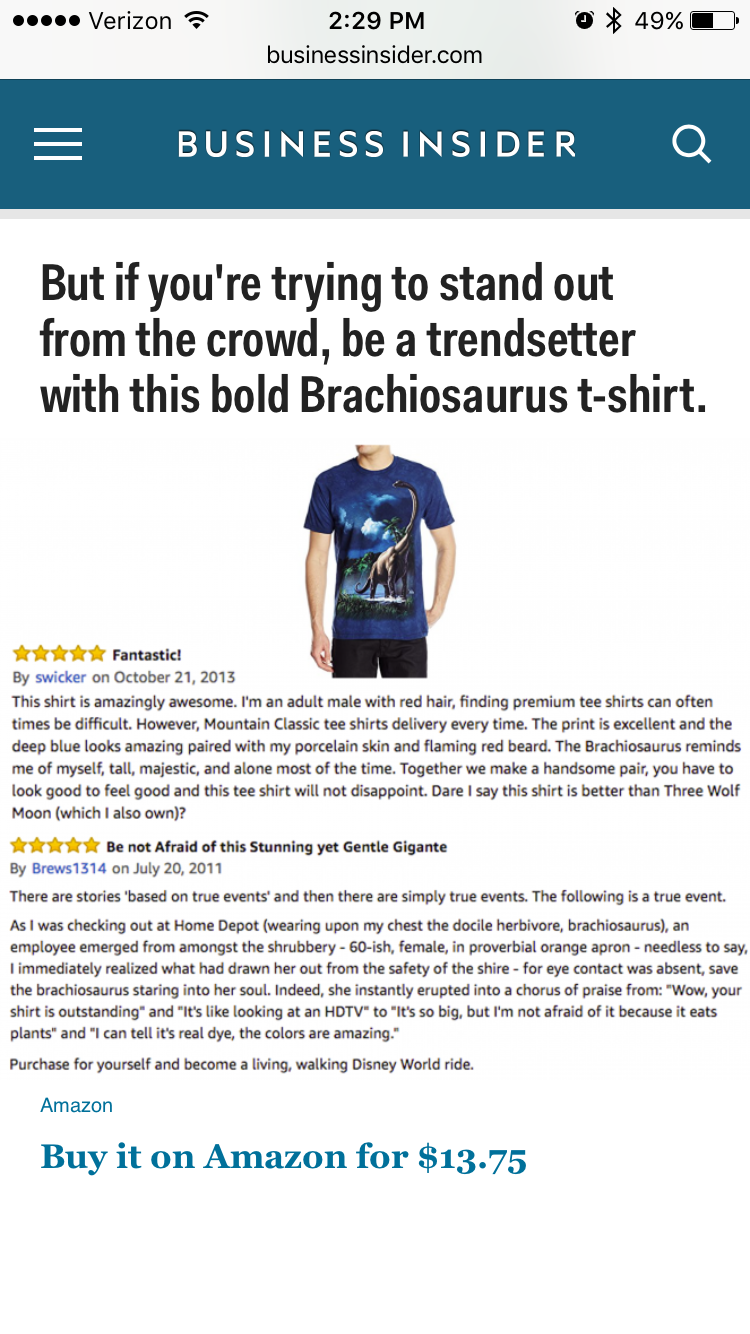 Verizon 2:29 PM 49%
businessinsider.com
BUSINESS INSIDER
But if you're trying to stand out
from the crowd, be a trendsetter
with this bold Brachiosaurus t-shirt.
Fantastic!
By swicker on October 21, 2013
This shirt is amazingly awesome. I'm an adult male with red hair, finding premium tee shirts can often
times be difficult. However, Mountain Classic tee shirts delivery every time. The print is excellent and the
deep blue looks amazing paired with my porcelain skin and flaming red beard. The Brachiosaurus reminds
me of myself, tall, majestic, and alone most of the time. Together we make a handsome pair, you have to
look good to feel good and this tee shirt will not disappoint. Dare I say this shirt is better than Three Wolf
Moon (which I also own)?
Be not Afraid of this Stunning yet Gentle Gigante
By Brews1314 on July 20, 2011
There are stories 'based on true events' and then there are simply true events. The following is a true event.
As I was checking out at Home Depot (wearing upon my chest the docile herbivore, brachiosaurus), an
employee emerged from amongst the shrubbery - 60-ish, female, in proverbial orange apron - needless to say,
I immediately realized what had drawn her out from the safety of the shire - for eye contact was absent, save
the brachiosaurus staring into her soul. Indeed, she instantly erupted into a chorus of praise from: "Wow, your
shirt is outstanding" and "It's like looking at an HDTV" to "It's so big, but I'm not afraid of it because it eats
plants" and "I can tell it's real dye, the colors are amazing."
Purchase for yourself and become a living, walking Disney World ride.
Amazon
Buy it on Amazon for $13.75